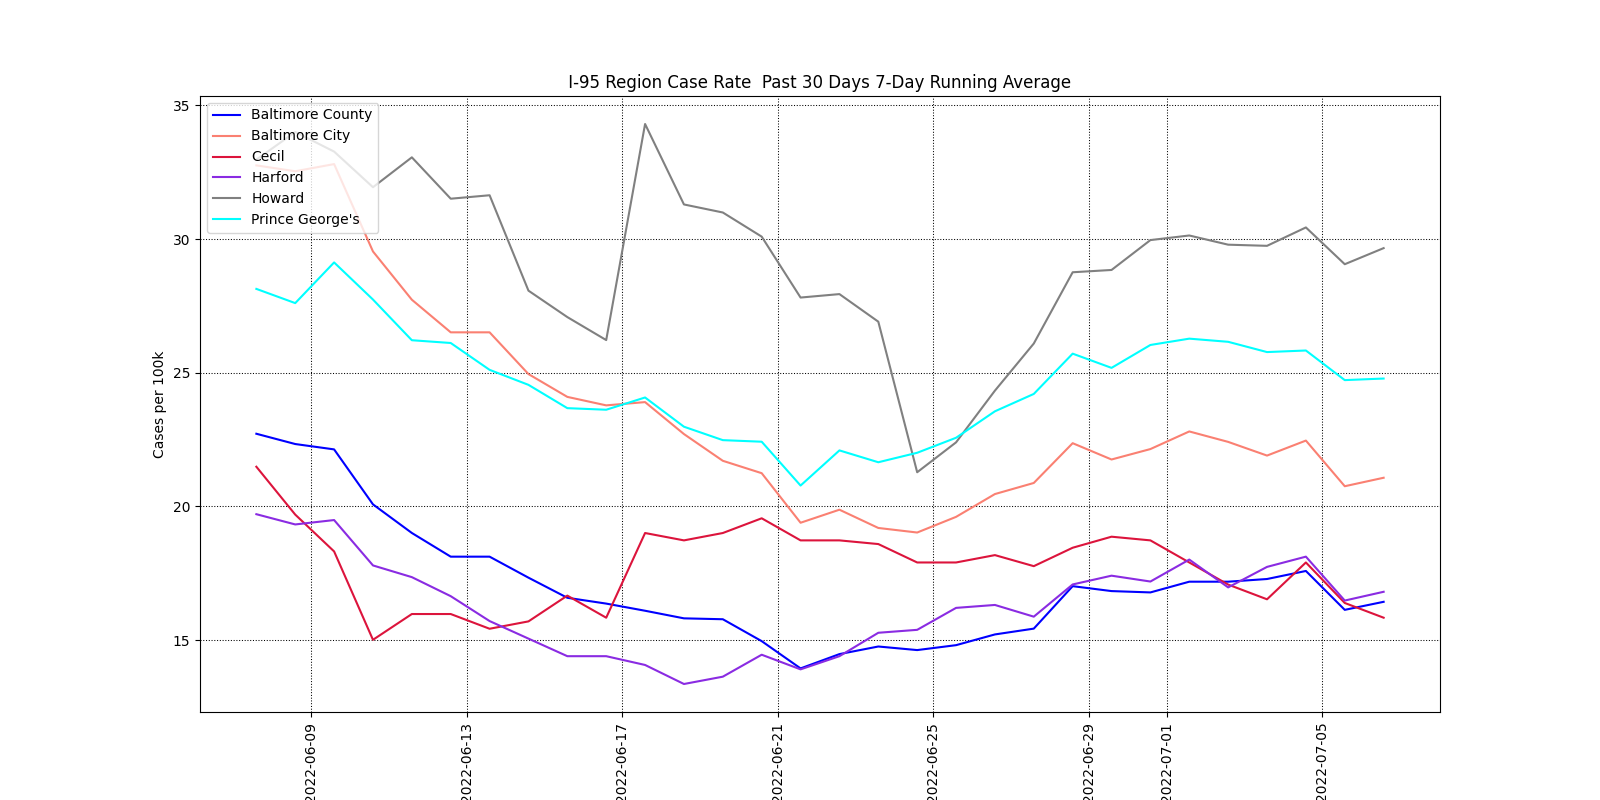 I-95 Region Case Rate  Past 30 Days 7-Day Running Average
35
30
25
20
15
Cases per 100k
Baltimore County
Baltimore City
Cecil
Harford
Howard
Prince George's
2022-06-09
2022-06-13
2022-06-17
2022-06-21
2022-06-25
2022-06-29
2022-07-01
2022-07-05